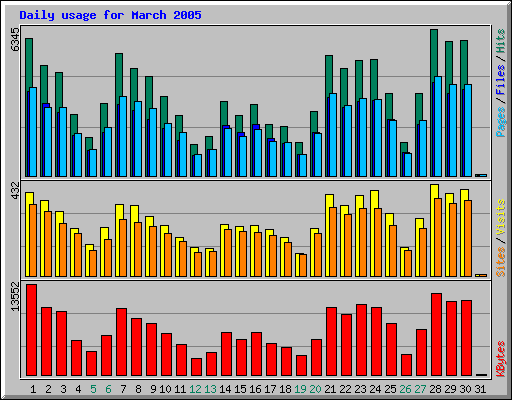 Daily usage for March 2005
6345
Pages / Files / Hits
432
Sites / Visits
13552
KBytes
1 2 3 4 5 6 7 8 9 10 11 12 13 14 15 16 17 18 19 20 21 22 23 24 25 26 27 28 29 30 31